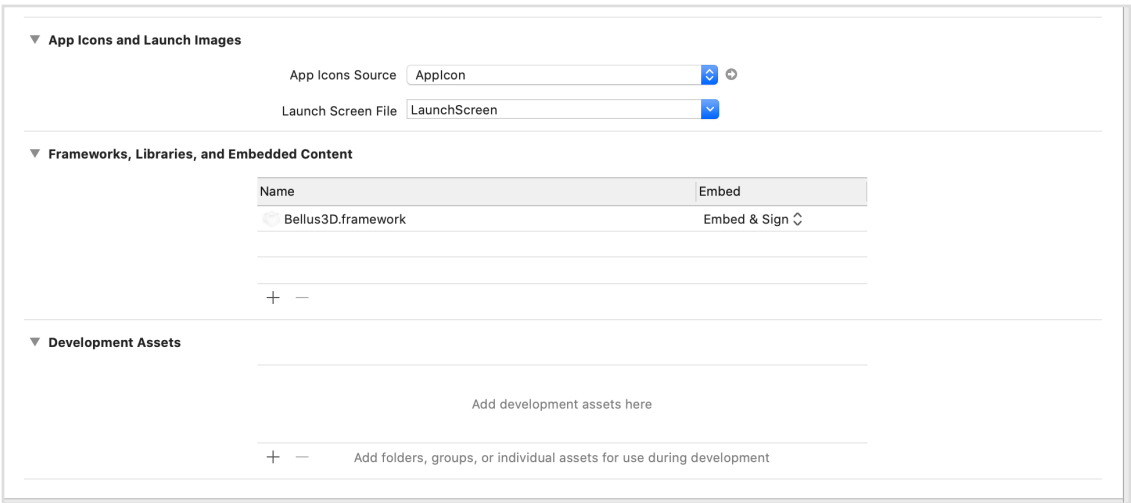 App Icons and Launch Images
App Icons Source AppIcon
Launch Screen File LaunchScreen
Frameworks, Libraries, and Embedded Content
Name Embed
Bellus3D.framework Embed & Sign
Development Assets
Add development assets here
Add folders, groups, or individual assets for use during development